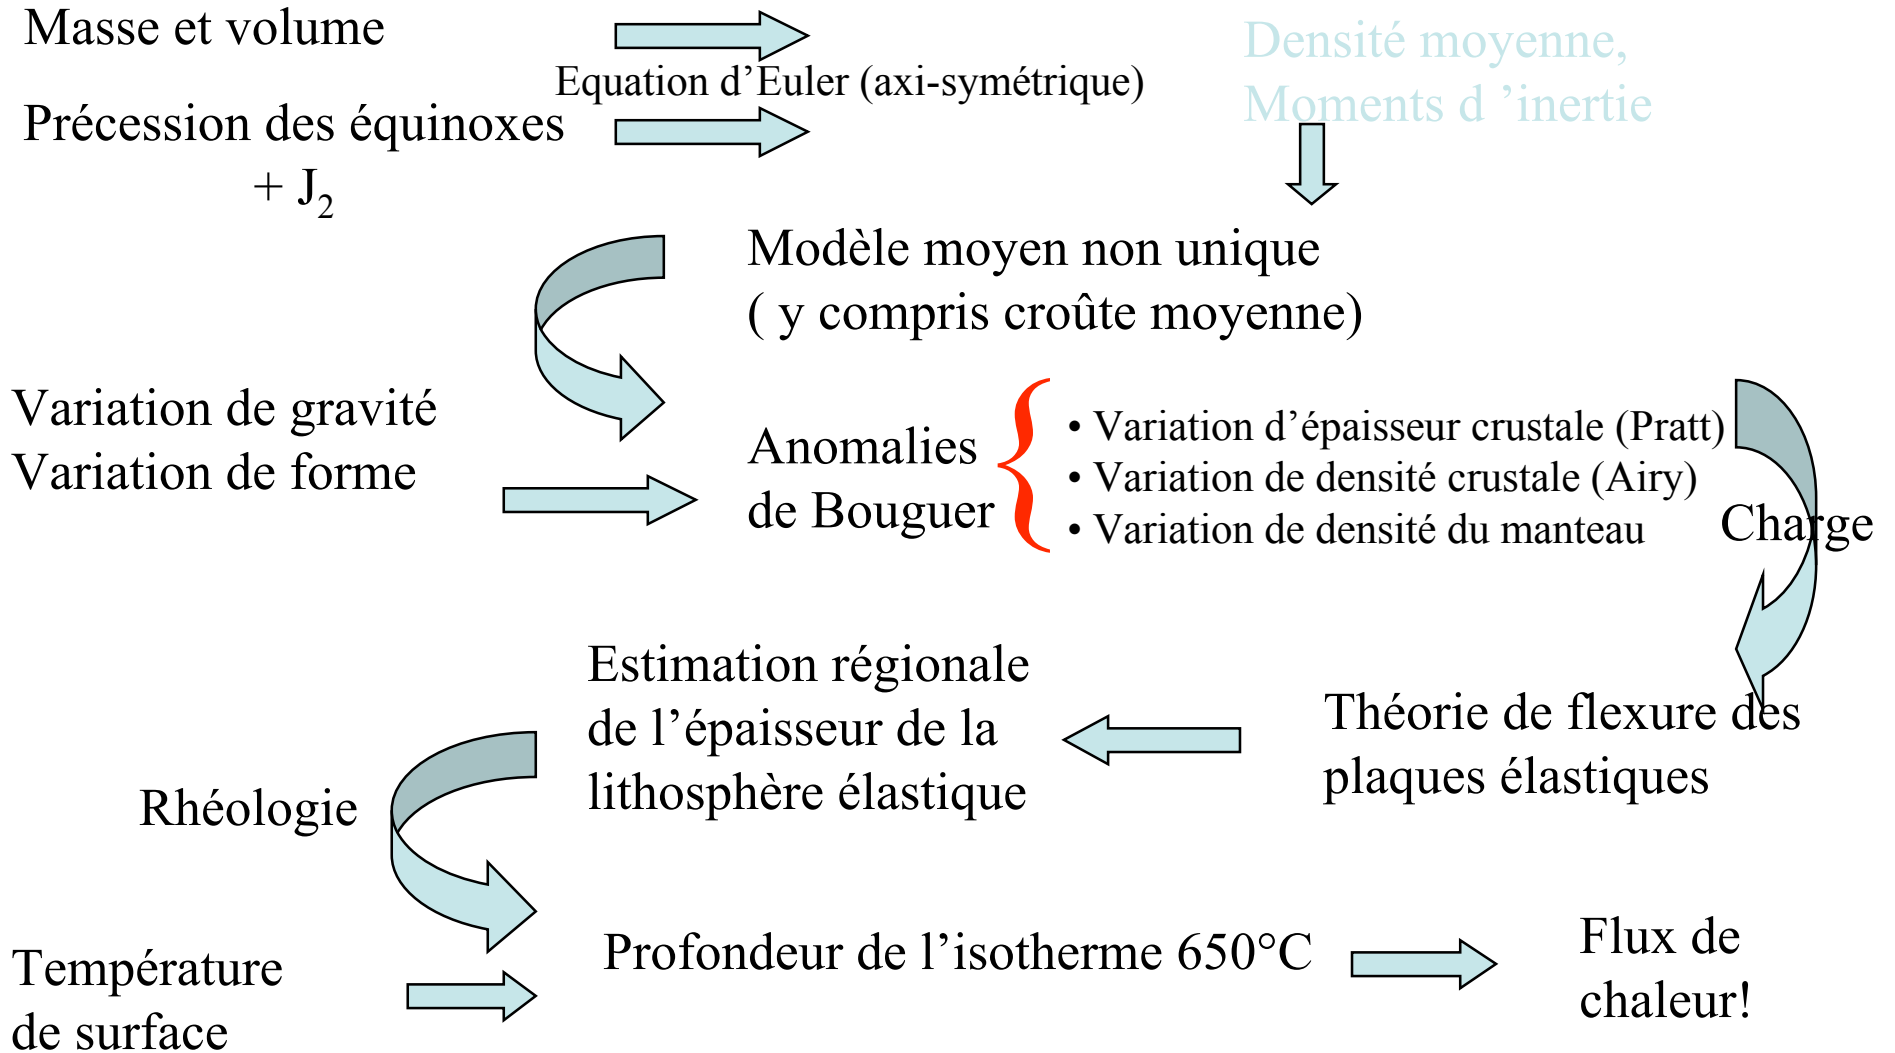 Masse et volume
Equation d’Euler (axi-symétrique)
Précession des équinoxes
+ J2
Densité moyenne,
Moments d ’inertie
Modèle moyen non unique
( y compris croûte moyenne)
Variation de gravité
Variation de forme
Anomalies
de Bouguer
• Variation d’épaisseur crustale (Pratt)
• Variation de densité crustale (Airy)
• Variation de densité du manteau
Charge
Théorie de flexure des
plaques élastiques
Estimation régionale
de l’épaisseur de la
lithosphère élastique
Rhéologie
Température
de surface
Profondeur de l’isotherme 650°C
Flux de
chaleur!